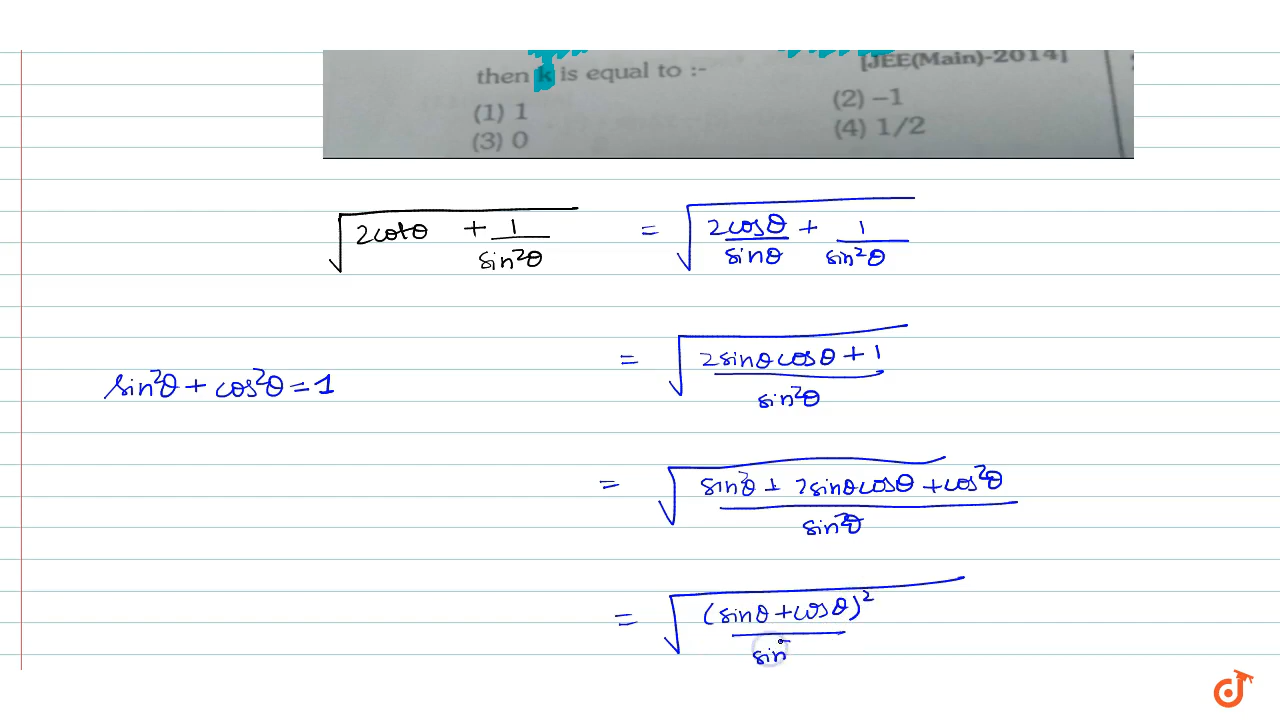 then k is equal to :- [JEE(Main)-2014]
(1) 1 (2) –1
(3) 0 (4) 1/2
√(2cotθ + 1/sin²θ) = √(2cosθ/sinθ + 1/sin²θ)
= √((2sinθcosθ + 1)/sin²θ)
sin²θ + cos²θ = 1
= √((sin²θ + 2sinθcosθ + cos²θ)/sin²θ)
= √((sinθ + cosθ)²/sin²